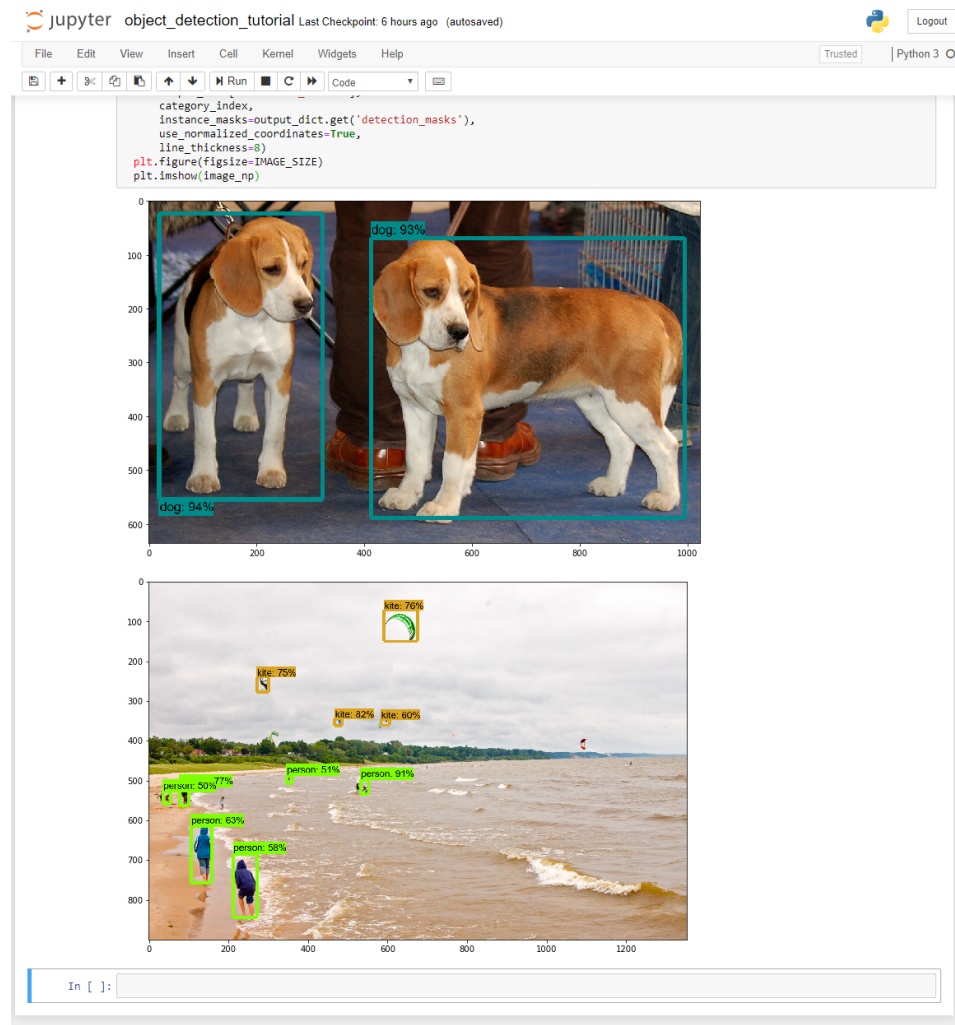 jupyter object_detection_tutorial Last Checkpoint: 6 hours ago (autosaved)
Logout
File Edit View Insert Cell Kernel Widgets Help
Trusted Python 3
Run Code
category_index,
instance_masks=output_dict.get('detection_masks'),
use_normalized_coordinates=True,
line_thickness=8)
plt.figure(figsize=IMAGE_SIZE)
plt.imshow(image_np)
0
dog: 93%
100
200
300
400
500
dog: 94%
600
0 200 400 600 800 1000
0
kite: 76%
100
200
kite: 75%
300
kite: 82% kite: 60%
400
person: 51% person: 91%
500
77%
person: 50%
600
person: 63%
person: 58%
700
800
0 200 400 600 800 1000 1200
In [ ]: